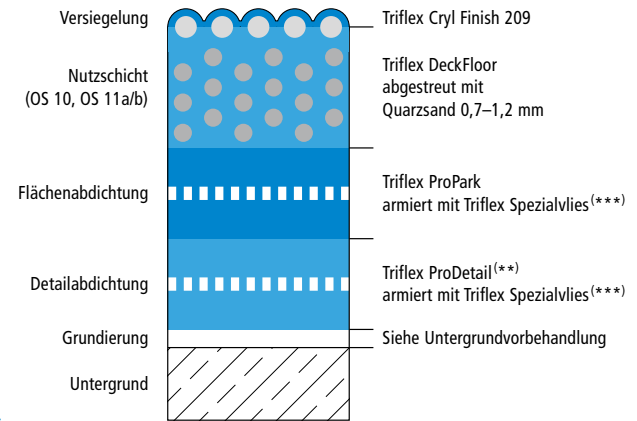 Versiegelung
Triflex Cryl Finish 209
Nutzschicht
(OS 10, OS 11a/b)
Triflex DeckFloor
abgestreut mit
Quarzsand 0,7–1,2 mm
Flächenabdichtung
Triflex ProPark
armiert mit Triflex Spezialvlies(***)
Detailabdichtung
Triflex ProDetail(**)
armiert mit Triflex Spezialvlies(***)
Grundierung
Siehe Untergrundvorbehandlung
Untergrund